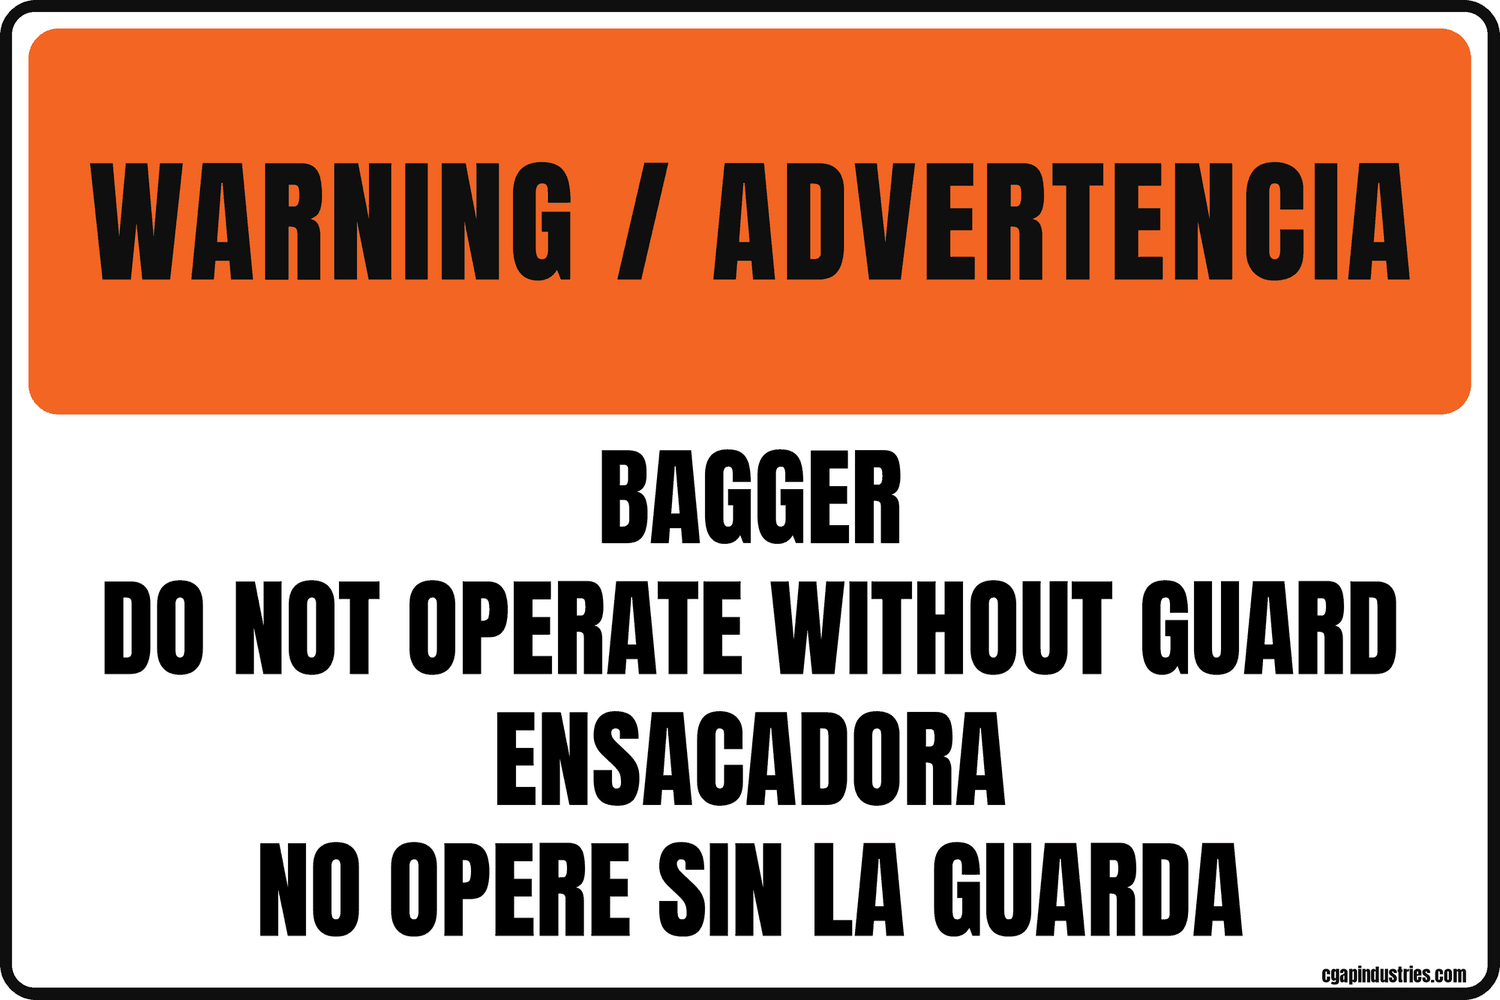 WARNING / ADVERTENCIA
BAGGER
DO NOT OPERATE WITHOUT GUARD
ENSACADORA
NO OPERE SIN LA GUARDA
cgapindustries.com